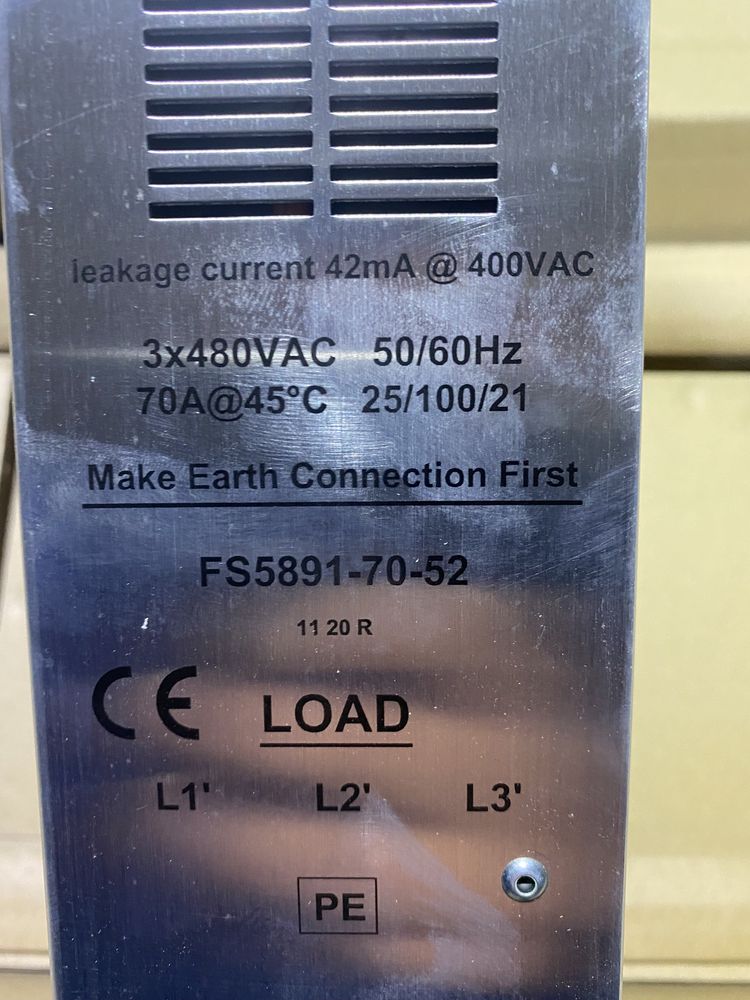 leakage current 42mA @ 400VAC
3x480VAC 50/60Hz
70A@45°C 25/100/21
Make Earth Connection First
FS5891-70-52
11 20 R
CE LOAD
L1' L2' L3'
PE